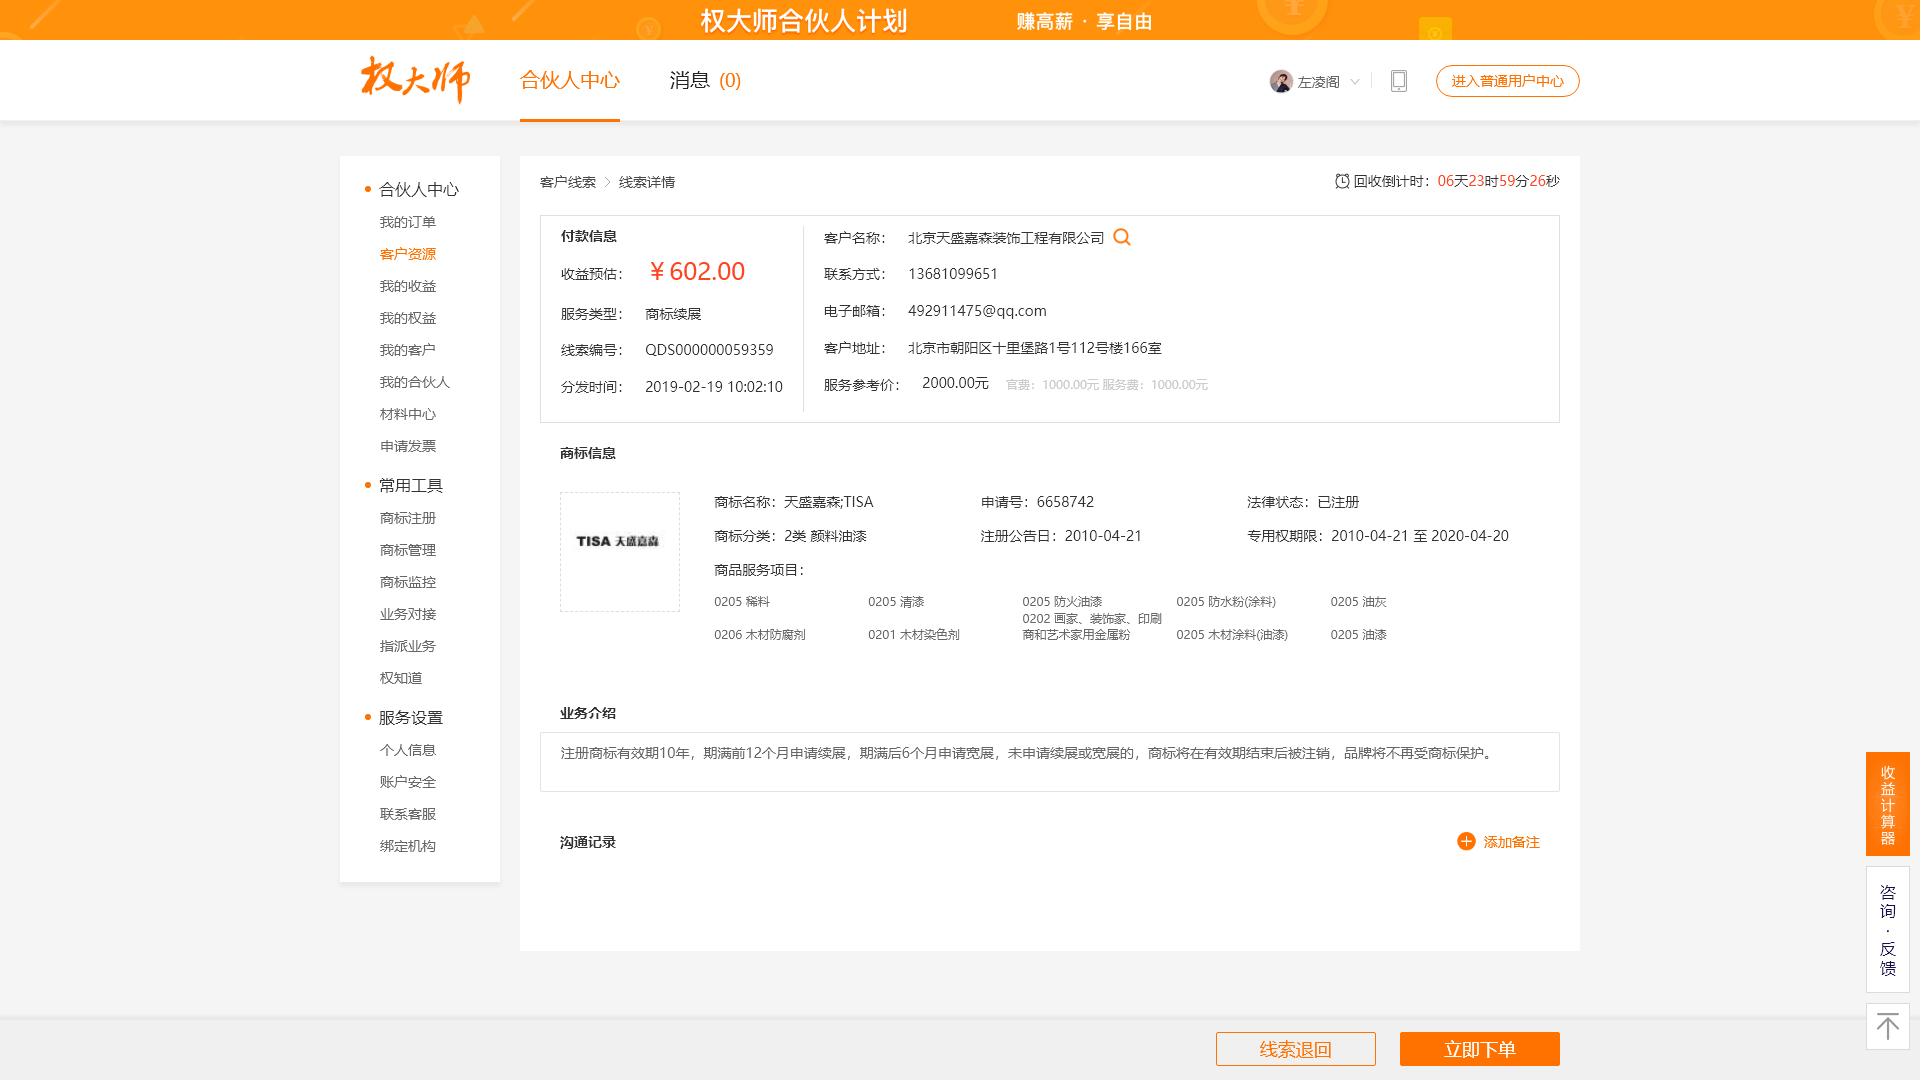 权大师合伙人计划 赚高薪 · 享自由
权大师 合伙人中心 消息 (0) 左凌阁 进入普通用户中心
合伙人中心
我的订单
客户资源
我的收益
我的权益
我的客户
我的合伙人
材料中心
申请发票
常用工具
商标注册
商标管理
商标监控
业务对接
指派业务
权知道
服务设置
个人信息
账户安全
联系客服
绑定机构
客户线索 > 线索详情 回收倒计时：06天23时59分26秒
付款信息
收益预估： ¥602.00
服务类型： 商标续展
线索编号： QDS000000059359
分发时间： 2019-02-19 10:02:10
客户名称： 北京天盛嘉森装饰工程有限公司
联系方式： 13681099651
电子邮箱： 492911475@qq.com
客户地址： 北京市朝阳区十里堡路1号112号楼166室
服务参考价： 2000.00元 官费：1000.00元 服务费：1000.00元
商标信息
TISA 天盛嘉森
商标名称：天盛嘉森;TISA 申请号：6658742 法律状态：已注册
商标分类：2类 颜料油漆 注册公告日：2010-04-21 专用权期限：2010-04-21 至 2020-04-20
商品服务项目：
0205 稀料 0205 清漆 0205 防火油漆 0205 防水粉(涂料) 0205 油灰
0206 木材防腐剂 0201 木材染色剂 0202 画家、装饰家、印刷
商和艺术家用金属粉 0205 木材涂料(油漆) 0205 油漆
业务介绍
注册商标有效期10年，期满前12个月申请续展，期满后6个月申请宽展，未申请续展或宽展的，商标将在有效期结束后被注销，品牌将不再受商标保护。
沟通记录 添加备注
收益计算器
咨询·反馈
线索退回 立即下单